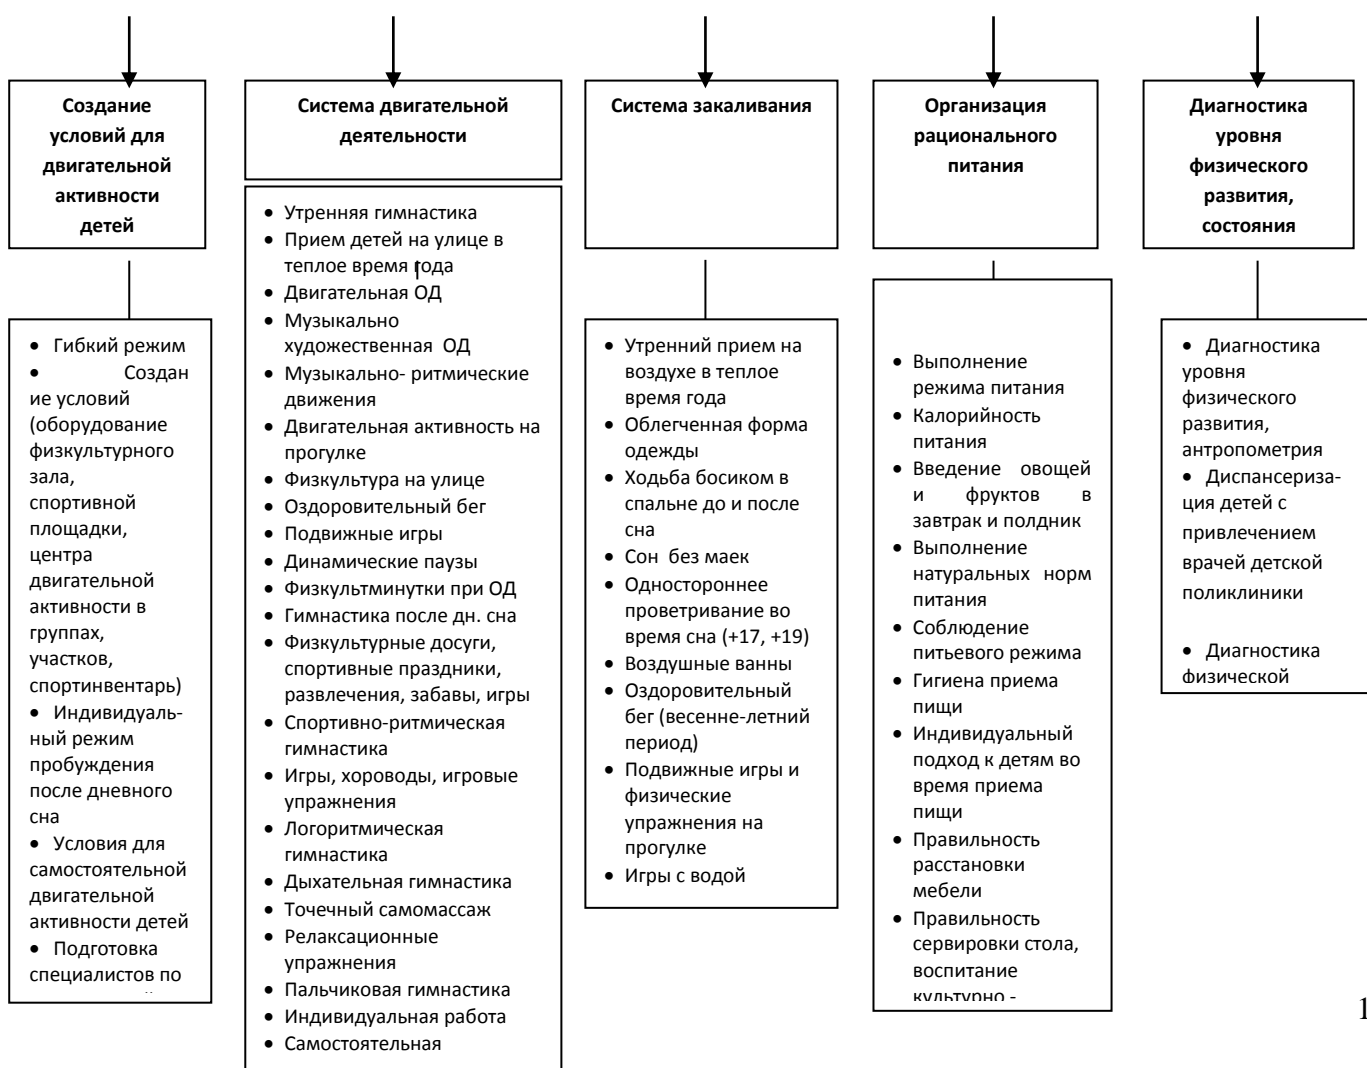 Создание
условий для
двигательной
активности
детей
• Гибкий режим
• Создан
ие условий
(оборудование
физкультурного
зала,
спортивной
площадки,
центра
двигательной
активности в
группах,
участков,
спортинвентарь)
• Индивидуаль-
ный режим
пробуждения
после дневного
сна
• Условия для
самостоятельной
двигательной
активности детей
• Подготовка
специалистов по
Система двигательной
деятельности
• Утренняя гимнастика
• Прием детей на улице в
теплое время года
• Двигательная ОД
• Музыкально
художественная ОД
• Музыкально- ритмические
движения
• Двигательная активность на
прогулке
• Физкультура на улице
• Оздоровительный бег
• Подвижные игры
• Динамические паузы
• Физкультминутки при ОД
• Гимнастика после дн. сна
• Физкультурные досуги,
спортивные праздники,
развлечения, забавы, игры
• Спортивно-ритмическая
гимнастика
• Игры, хороводы, игровые
упражнения
• Логоритмическая
гимнастика
• Дыхательная гимнастика
• Точечный самомассаж
• Релаксационные
упражнения
• Пальчиковая гимнастика
• Индивидуальная работа
• Самостоятельная
Система закаливания
• Утренний прием на
воздухе в теплое
время года
• Облегченная форма
одежды
• Ходьба босиком в
спальне до и после
сна
• Сон без маек
• Одностороннее
проветривание во
время сна (+17, +19)
• Воздушные ванны
• Оздоровительный
бег (весенне-летний
период)
• Подвижные игры и
физические
упражнения на
прогулке
• Игры с водой
Организация
рационального
питания
• Выполнение
режима питания
• Калорийность
питания
• Введение овощей
и фруктов в
завтрак и полдник
• Выполнение
натуральных норм
питания
• Соблюдение
питьевого режима
• Гигиена приема
пищи
• Индивидуальный
подход к детям во
время приема
пищи
• Правильность
расстановки
мебели
• Правильность
сервировки стола,
воспитание
культурно -
Диагностика
уровня
физического
развития,
состояния
• Диагностика
уровня
физического
развития,
антропометрия
• Диспансериза-
ция детей с
привлечением
врачей детской
поликлиники
• Диагностика
физической
1